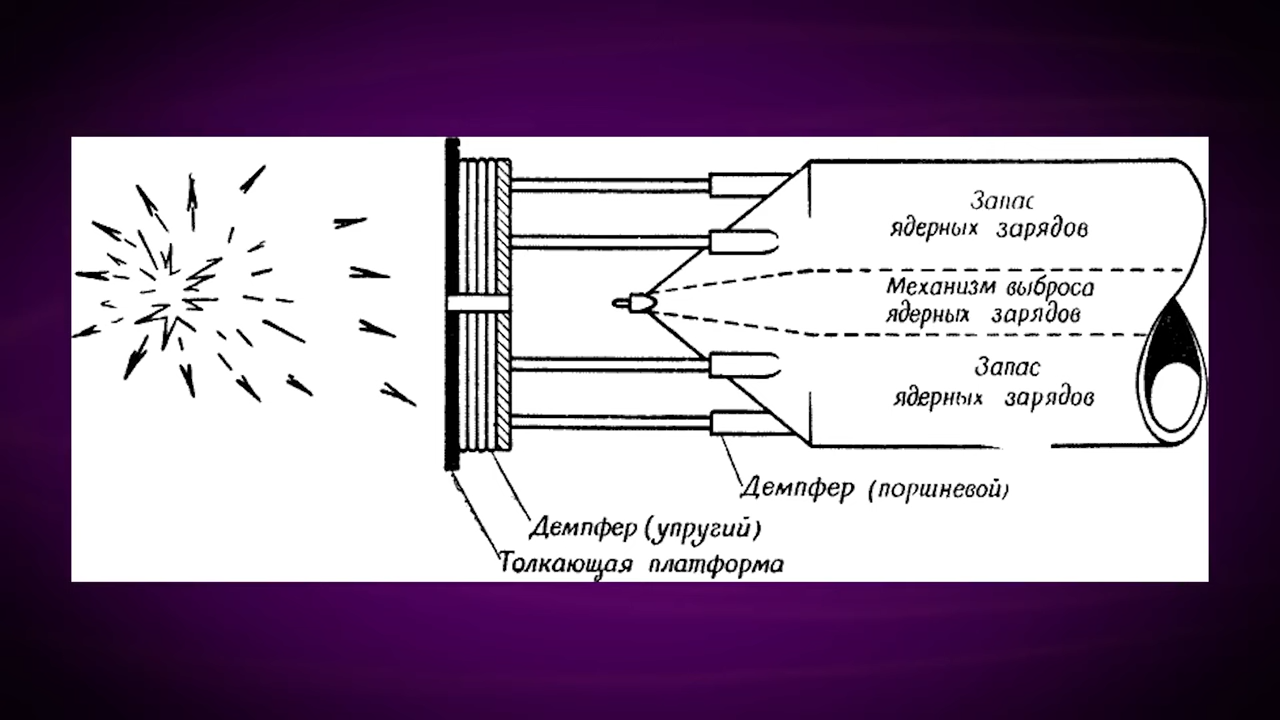 Запас
ядерных зарядов
Механизм выброса
ядерных зарядов
Запас
ядерных зарядов
Демпфер (поршневой)
Демпфер (упругий)
Толкающая платформа